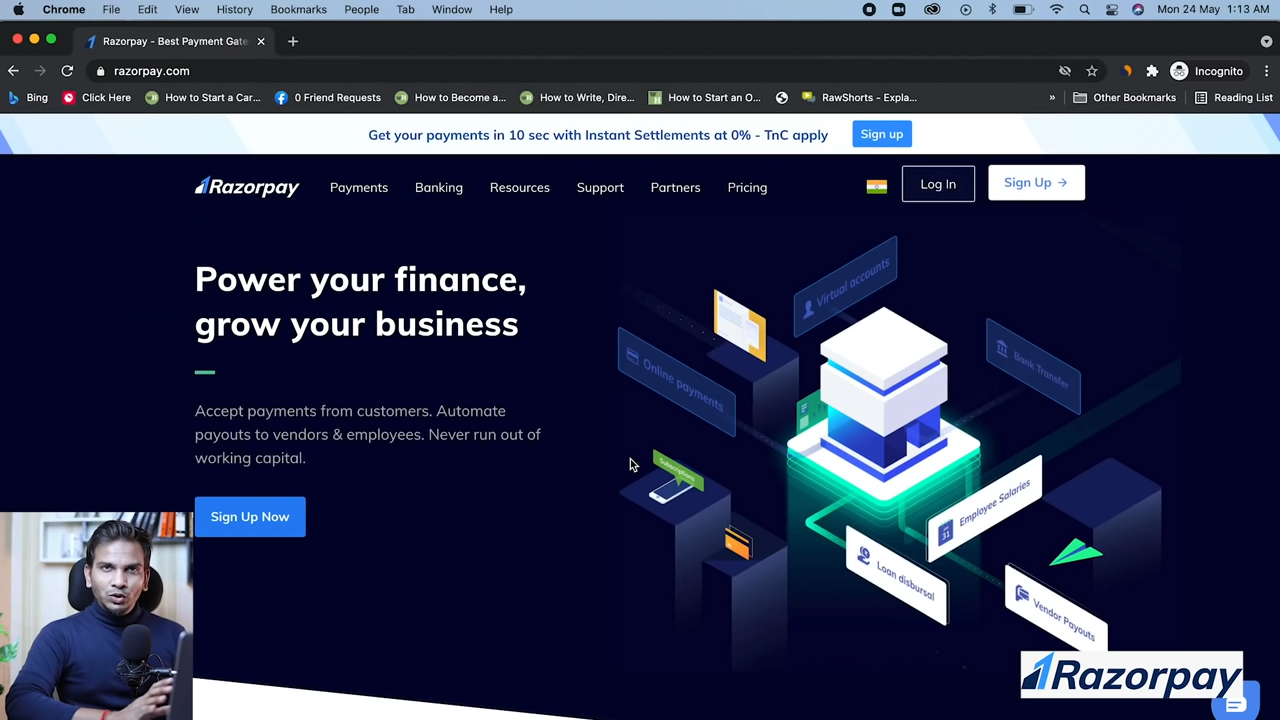 Chrome File Edit View History Bookmarks People Tab Window Help Mon 24 May 1:13 AM
Razorpay - Best Payment Gate
razorpay.com Incognito
Bing Click Here How to Start a Car... 0 Friend Requests How to Become a... How to Write, Dire... How to Start an O... RawShorts - Expla... » Other Bookmarks Reading List
Get your payments in 10 sec with Instant Settlements at 0% - TnC apply Sign up
Razorpay Payments Banking Resources Support Partners Pricing Log In Sign Up
Power your finance,
grow your business
Accept payments from customers. Automate
payouts to vendors & employees. Never run out of
working capital.
Sign Up Now
Virtual accounts
Online payments
Bank Transfer
Subscriptions
Employee Salaries
31
Loan disbursal
Vendor Payouts
Razorpay